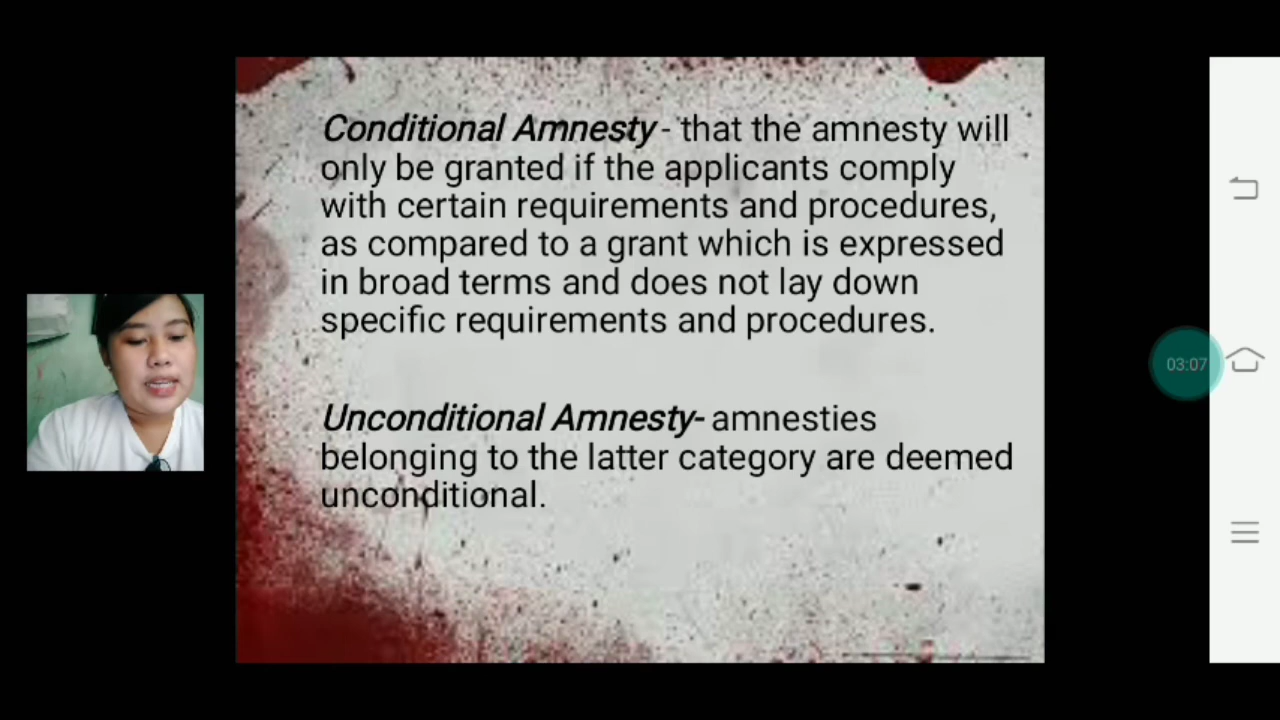 Conditional Amnesty - that the amnesty will
only be granted if the applicants comply
with certain requirements and procedures,
as compared to a grant which is expressed
in broad terms and does not lay down
specific requirements and procedures.
Unconditional Amnesty- amnesties
belonging to the latter category are deemed
unconditional.
03:07